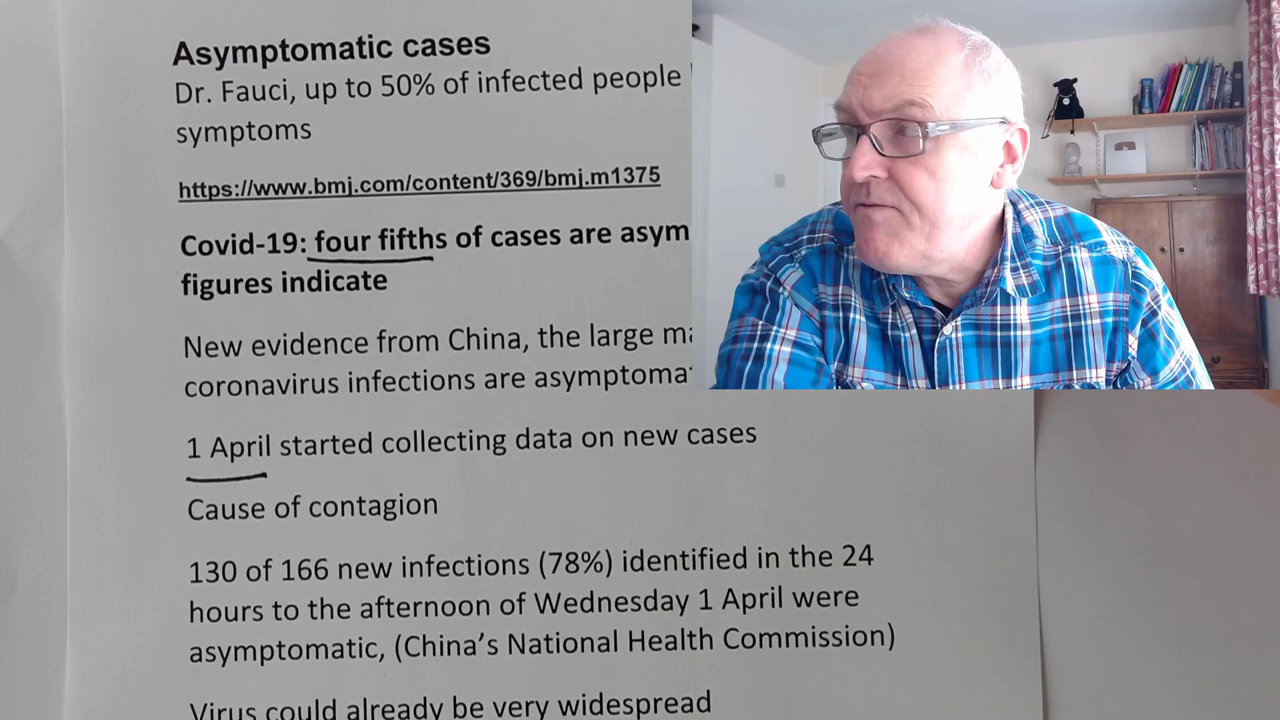 Asymptomatic cases
Dr. Fauci, up to 50% of infected people
symptoms
https://www.bmj.com/content/369/bmj.m1375
Covid-19: four fifths of cases are asym
figures indicate
New evidence from China, the large ma
coronavirus infections are asymptomat
1 April started collecting data on new cases
Cause of contagion
130 of 166 new infections (78%) identified in the 24
hours to the afternoon of Wednesday 1 April were
asymptomatic, (China's National Health Commission)
Virus could already be very widespread